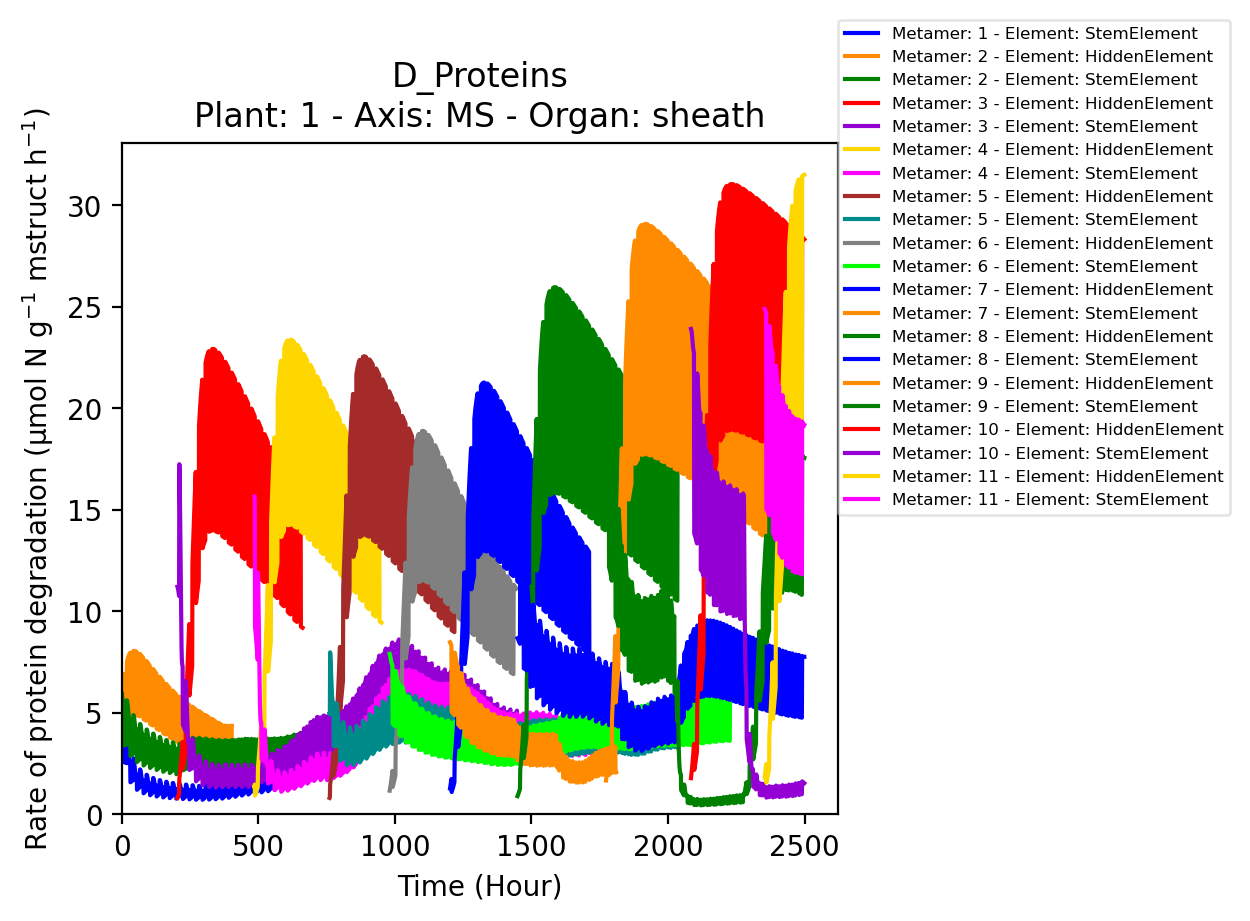 D_Proteins
Plant: 1 - Axis: MS - Organ: sheath
Rate of protein degradation (µmol N g⁻¹ mstruct h⁻¹)
30
25
20
15
10
5
0
0 500 1000 1500 2000 2500
Time (Hour)
Metamer: 1 - Element: StemElement
Metamer: 2 - Element: HiddenElement
Metamer: 2 - Element: StemElement
Metamer: 3 - Element: HiddenElement
Metamer: 3 - Element: StemElement
Metamer: 4 - Element: HiddenElement
Metamer: 4 - Element: StemElement
Metamer: 5 - Element: HiddenElement
Metamer: 5 - Element: StemElement
Metamer: 6 - Element: HiddenElement
Metamer: 6 - Element: StemElement
Metamer: 7 - Element: HiddenElement
Metamer: 7 - Element: StemElement
Metamer: 8 - Element: HiddenElement
Metamer: 8 - Element: StemElement
Metamer: 9 - Element: HiddenElement
Metamer: 9 - Element: StemElement
Metamer: 10 - Element: HiddenElement
Metamer: 10 - Element: StemElement
Metamer: 11 - Element: HiddenElement
Metamer: 11 - Element: StemElement